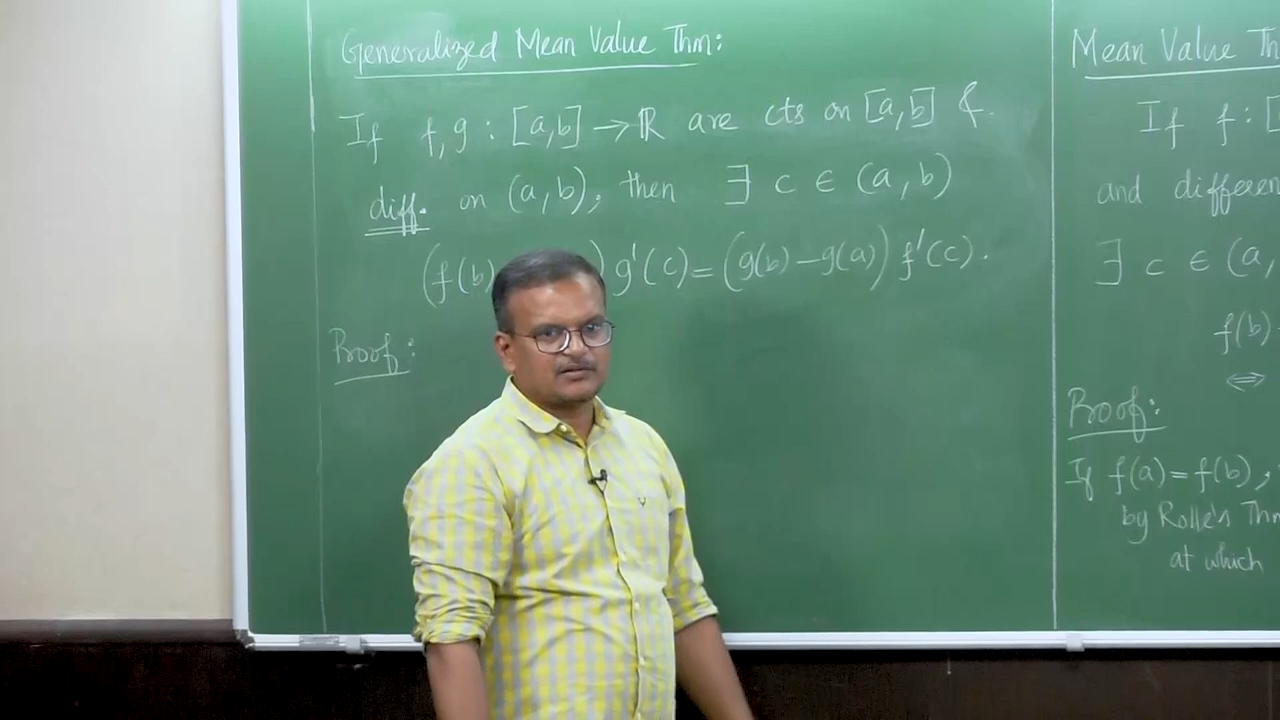 Generalized Mean Value Thm:
If f, g : [a,b] → ℝ are cts on [a,b] &
diff. on (a,b), then ∃ c ∈ (a,b)
(f(b) ) g'(c) = (g(b) − g(a)) f'(c).
Proof:
Mean Value Th
If f : [
and differen
∃ c ∈ (a,
f(b)
⇔
Proof:
If f(a) = f(b),
by Rolle's Thm
at which